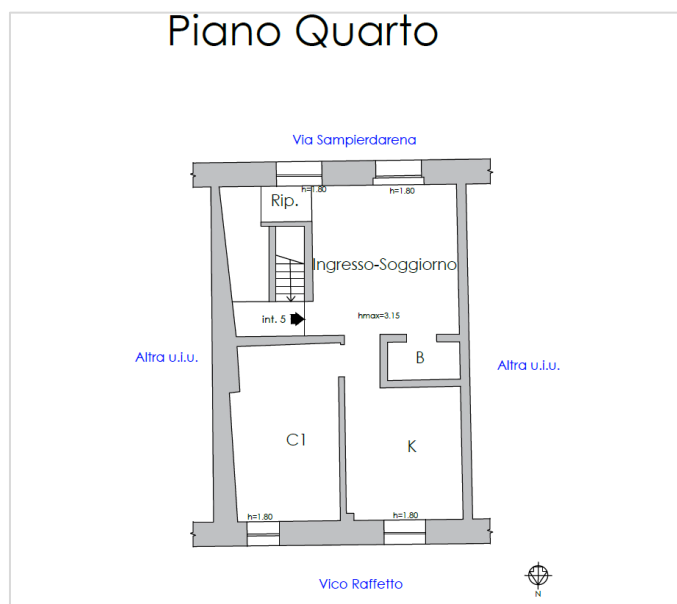 Piano Quarto
Via Sampierdarena
h=1.80
h=1.80
Rip.
Ingresso-Soggiorno
int. 5
hmax=3.15
Altra u.i.u.
B
Altra u.i.u.
C1
K
h=1.80
h=1.80
Vico Raffetto
N